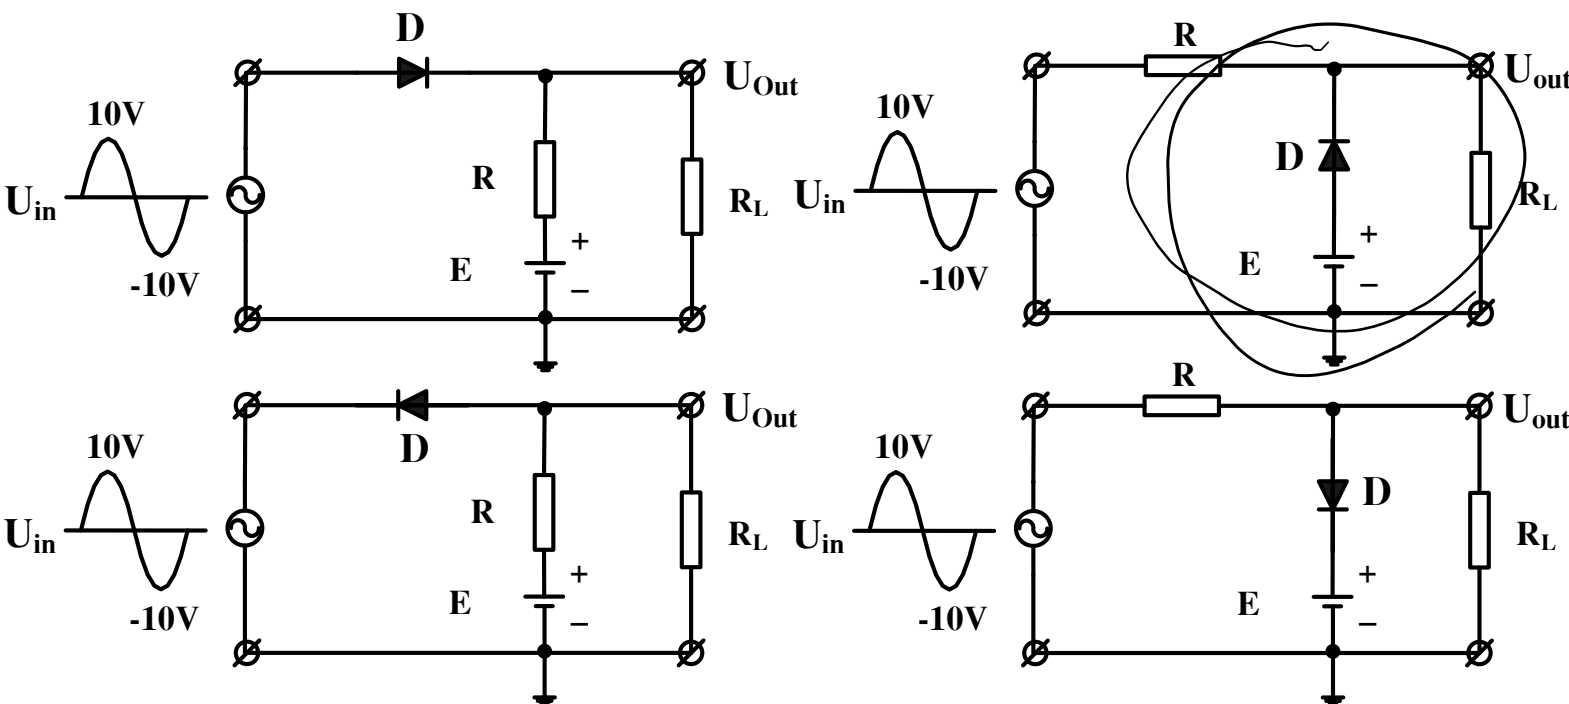 D
U_Out
10V
U_in
-10V
R
R_L
E
+
–
R
U_out
10V
U_in
-10V
D
R_L
E
+
–
D
U_Out
10V
U_in
-10V
R
R_L
E
+
–
R
U_out
10V
U_in
-10V
D
R_L
E
+
–